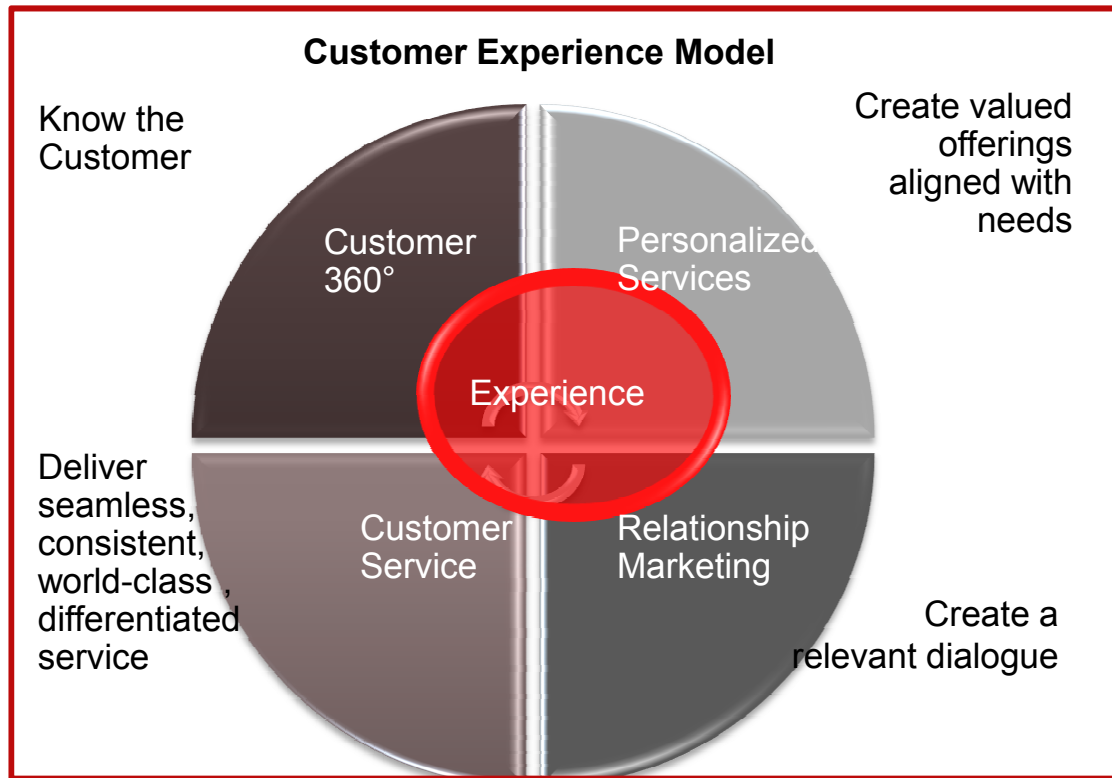 Customer Experience Model
Know the
Customer
Create valued
offerings
aligned with
needs
Customer
360°
Personalized
Services
Experience
Deliver
seamless,
consistent,
world-class ,
differentiated
service
Customer
Service
Relationship
Marketing
Create a
relevant dialogue